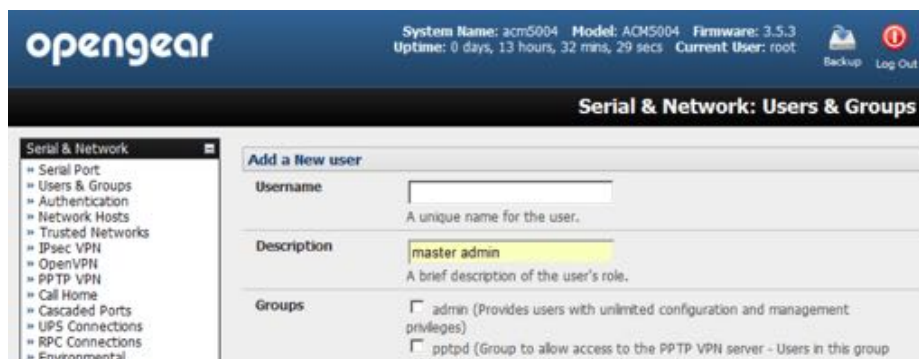 opengear
System Name: acm5004 Model: ACM5004 Firmware: 3.5.3
Uptime: 0 days, 13 hours, 32 mins, 29 secs Current User: root
Backup
Log Out
Serial & Network: Users & Groups
Serial & Network
» Serial Port
» Users & Groups
» Authentication
» Network Hosts
» Trusted Networks
» IPsec VPN
» OpenVPN
» PPTP VPN
» Call Home
» Cascaded Ports
» UPS Connections
» RPC Connections
» Environmental
Add a New user
Username
A unique name for the user.
Description
master admin
A brief description of the user's role.
Groups
admin (Provides users with unlimited configuration and management
privileges)
pptpd (Group to allow access to the PPTP VPN server - Users in this group